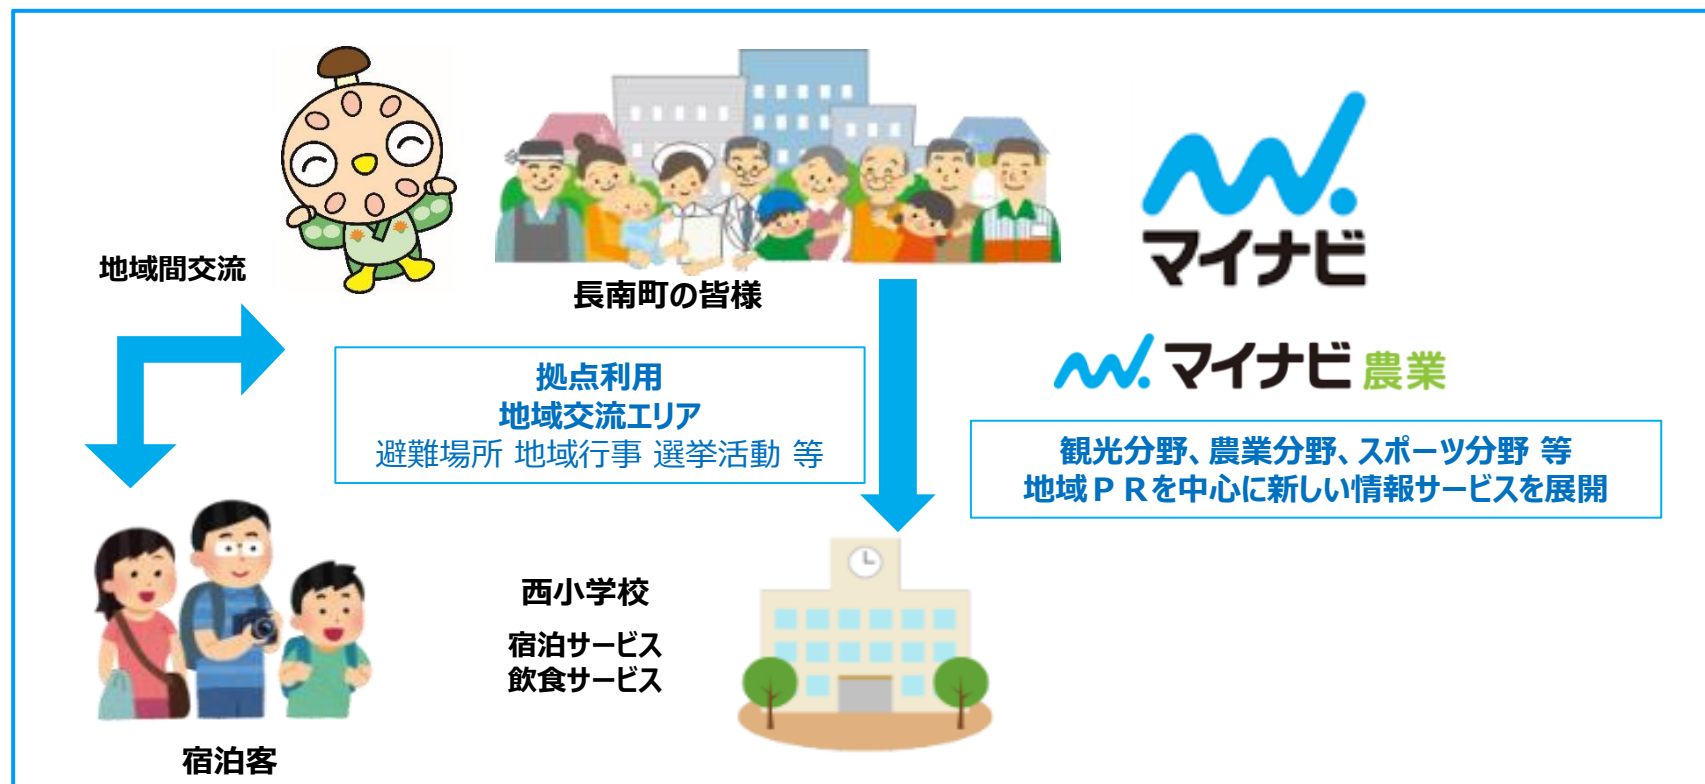 地域間交流
長南町の皆様
マイナビ
マイナビ 農業
拠点利用
地域交流エリア
避難場所 地域行事 選挙活動 等
観光分野、農業分野、スポーツ分野 等
地域ＰＲを中心に新しい情報サービスを展開
西小学校
宿泊サービス
飲食サービス
宿泊客